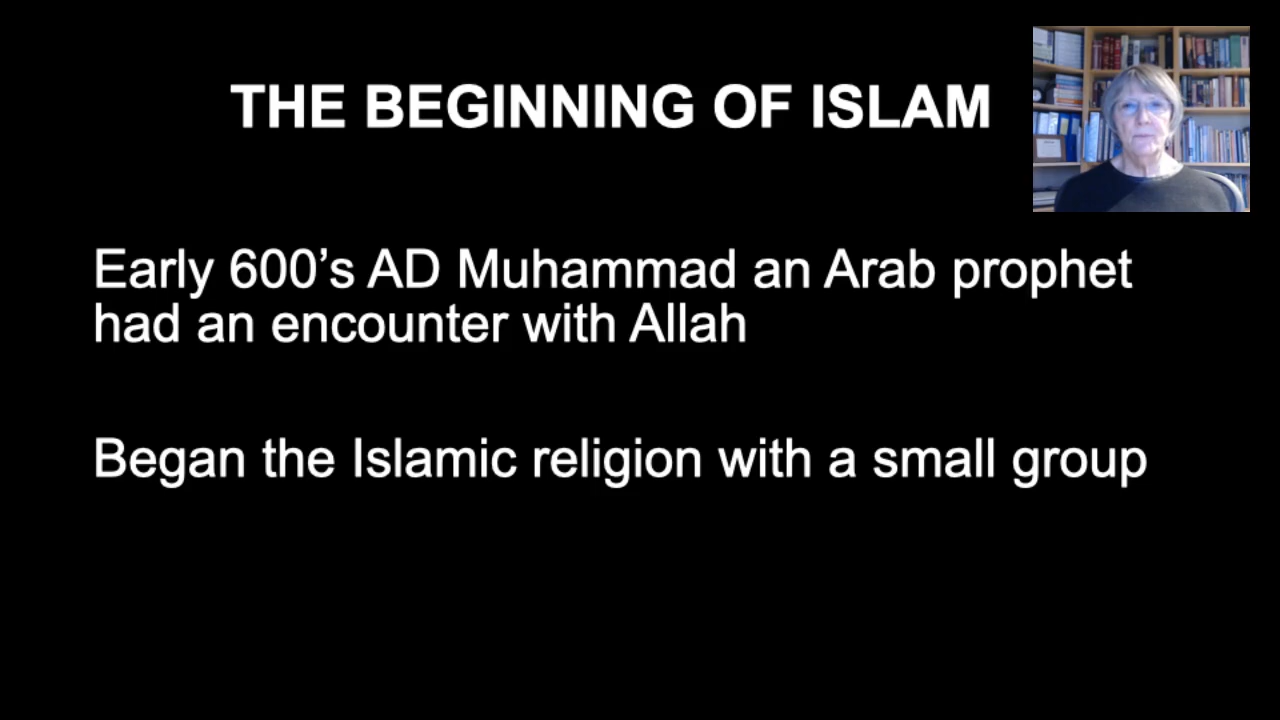 THE BEGINNING OF ISLAM
Early 600’s AD Muhammad an Arab prophet
had an encounter with Allah
Began the Islamic religion with a small group